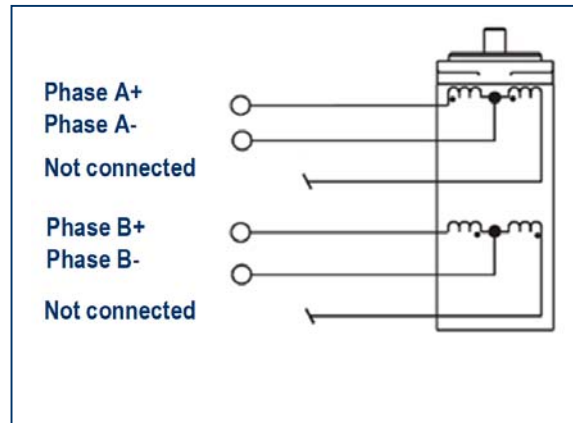 Phase A+
Phase A-
Not connected
Phase B+
Phase B-
Not connected